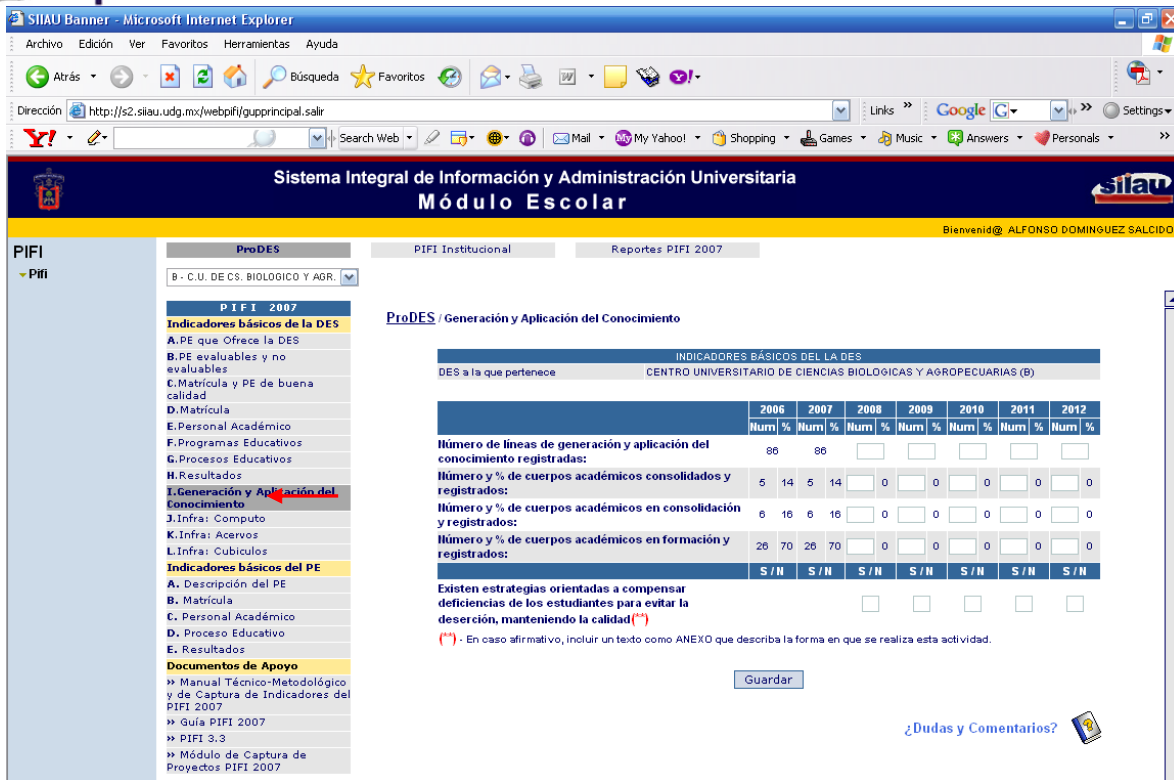 SIIAU Banner - Microsoft Internet Explorer
Archivo Edición Ver Favoritos Herramientas Ayuda
Atrás Búsqueda Favoritos
Dirección http://s2.siiau.udg.mx/webpifi/gupprincipal.salir Links » Google G Settings
Y! Search Web Mail My Yahoo! Shopping Games Music Answers Personals »
Sistema Integral de Información y Administración Universitaria
Módulo Escolar
siiau
Bienvenid@ ALFONSO DOMINGUEZ SALCIDO
PIFI
Pifi
ProDES PIFI Institucional Reportes PIFI 2007
B - C.U. DE CS. BIOLOGICO Y AGR.
PIFI 2007
Indicadores básicos de la DES
A.PE que Ofrece la DES
B.PE evaluables y no
evaluables
C.Matrícula y PE de buena
calidad
D.Matrícula
E.Personal Académico
F.Programas Educativos
G.Procesos Educativos
H.Resultados
I.Generación y Aplicación del
Conocimiento
J.Infra: Computo
K.Infra: Acervos
L.Infra: Cubiculos
Indicadores básicos del PE
A. Descripción del PE
B. Matrícula
C. Personal Académico
D. Proceso Educativo
E. Resultados
Documentos de Apoyo
» Manual Técnico-Metodológico
y de Captura de Indicadores del
PIFI 2007
» Guía PIFI 2007
» PIFI 3.3
» Módulo de Captura de
Proyectos PIFI 2007
ProDES / Generación y Aplicación del Conocimiento
INDICADORES BÁSICOS DEL LA DES
DES a la que pertenece CENTRO UNIVERSITARIO DE CIENCIAS BIOLOGICAS Y AGROPECUARIAS (B)
2006 2007 2008 2009 2010 2011 2012
Num % Num % Num % Num % Num % Num % Num %
Número de líneas de generación y aplicación del
conocimiento registradas: 86 86
Número y % de cuerpos académicos consolidados y
registrados: 5 14 5 14 0 0 0 0 0
Número y % de cuerpos académicos en consolidación
y registrados: 6 16 6 16 0 0 0 0 0
Número y % de cuerpos académicos en formación y
registrados: 26 70 26 70 0 0 0 0 0
S / N S / N S / N S / N S / N S / N S / N
Existen estrategias orientadas a compensar
deficiencias de los estudiantes para evitar la
deserción, manteniendo la calidad(**)
(**) - En caso afirmativo, incluir un texto como ANEXO que describa la forma en que se realiza esta actividad.
Guardar
¿Dudas y Comentarios?